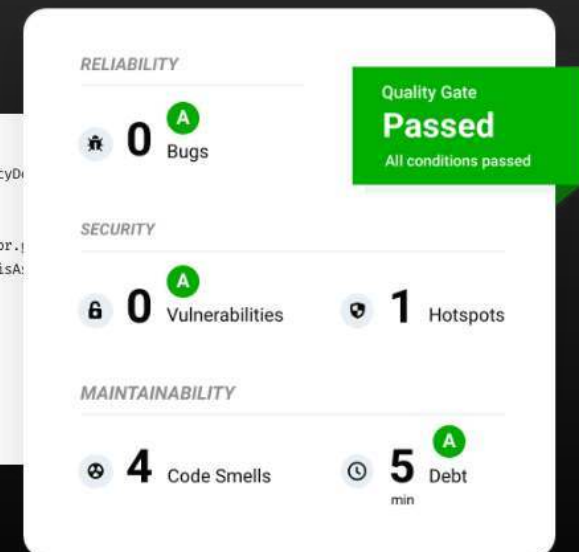 RELIABILITY
Quality Gate
Passed
All conditions passed
A
0 Bugs
SECURITY
A
0 Vulnerabilities
1 Hotspots
MAINTAINABILITY
4 Code Smells
A
5 Debt
min